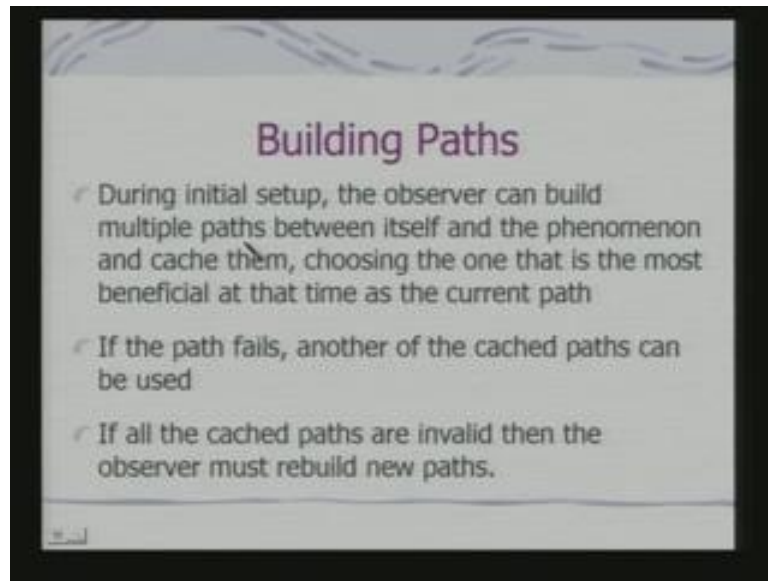 Building Paths
During initial setup, the observer can build
multiple paths between itself and the phenomenon
and cache them, choosing the one that is the most
beneficial at that time as the current path
If the path fails, another of the cached paths can
be used
If all the cached paths are invalid then the
observer must rebuild new paths.